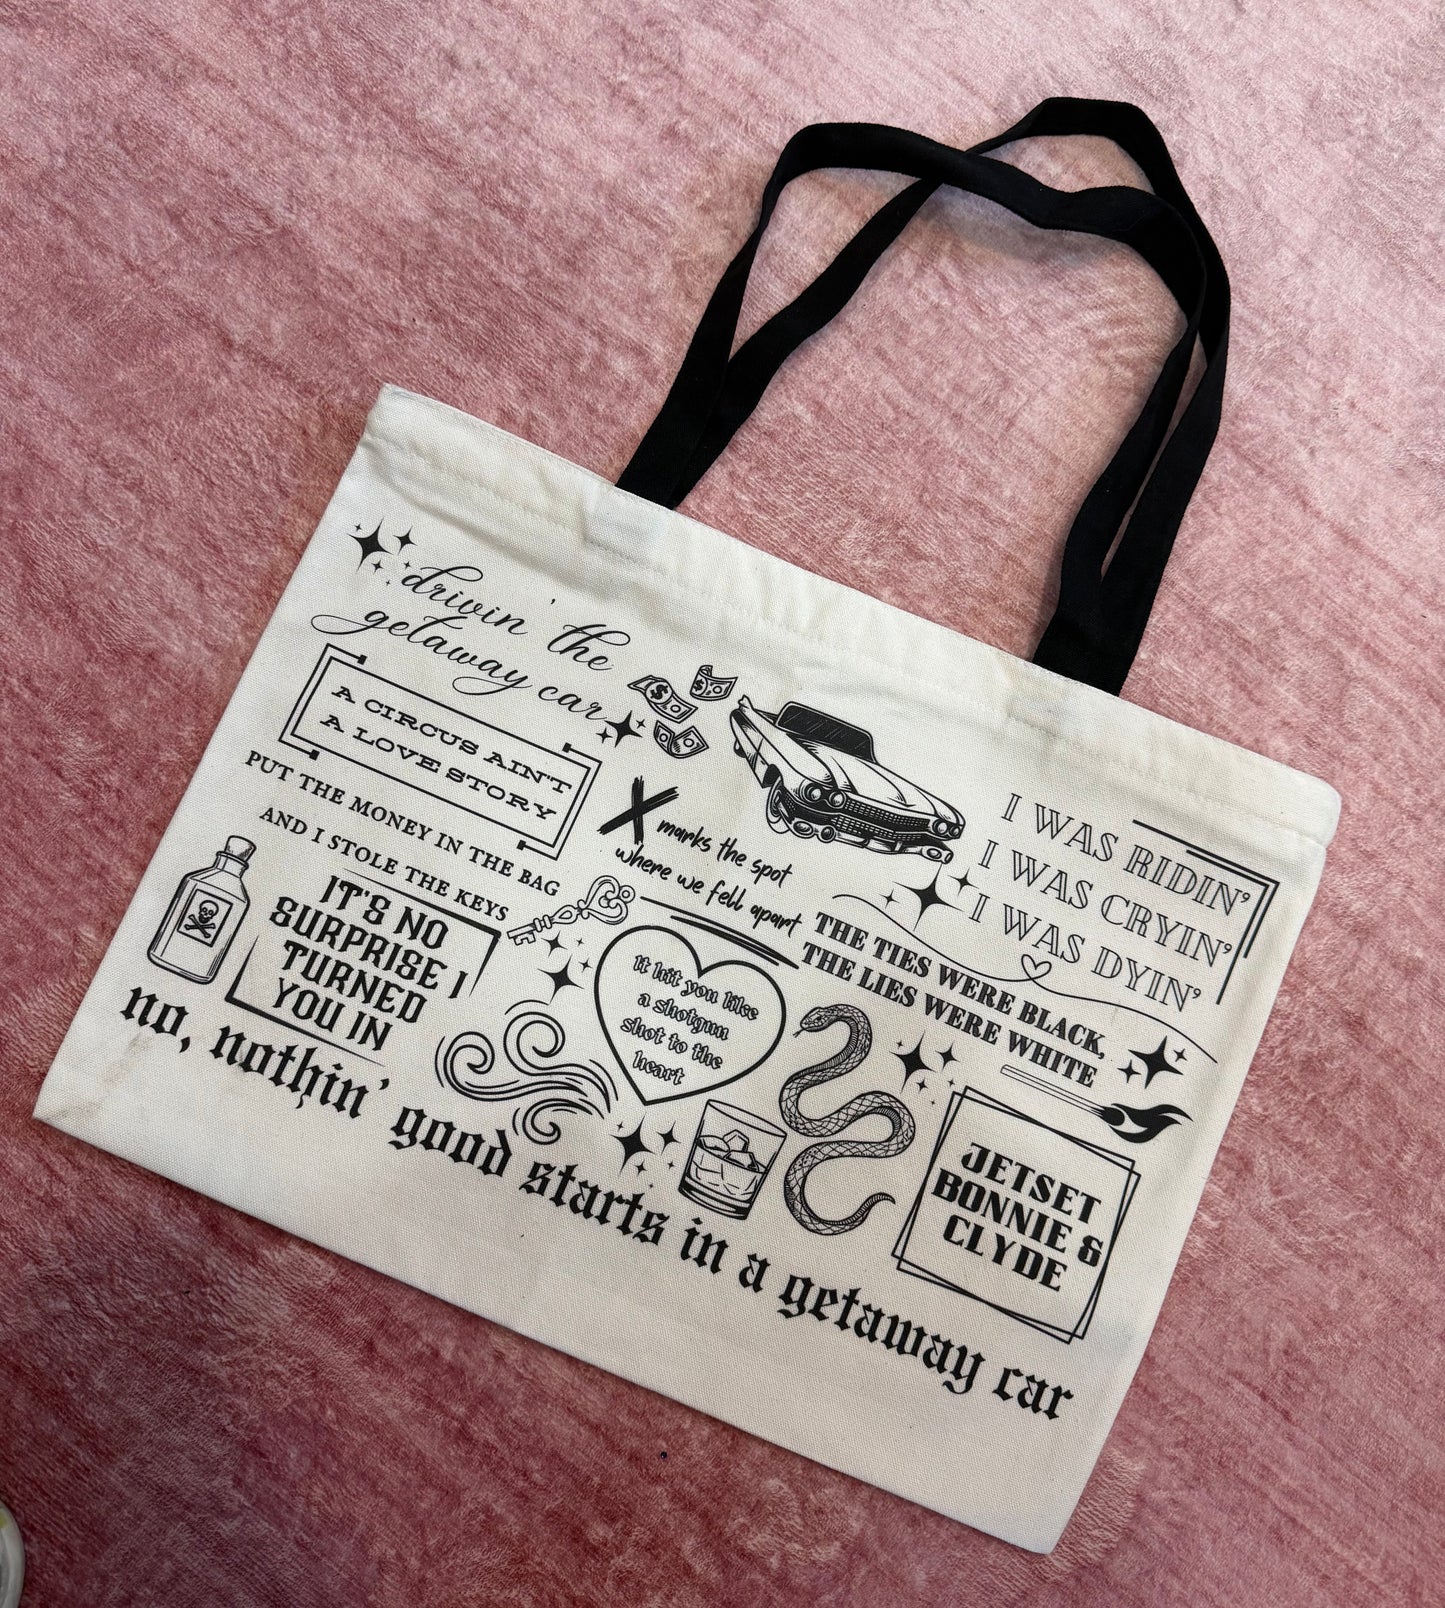 drivin' the
getaway car
A CIRCUS AIN'T
A LOVE STORY
PUT THE MONEY IN THE BAG
AND I STOLE THE KEYS
IT'S NO
SURPRISE I
TURNED
YOU IN
X marks the spot
where we fell apart
It hit you like
a shotgun
shot to the
heart
I WAS RIDIN'
I WAS CRYIN'
I WAS DYIN'
THE TIES WERE BLACK,
THE LIES WERE WHITE
JETSET
BONNIE &
CLYDE
no, nothin' good starts in a getaway car